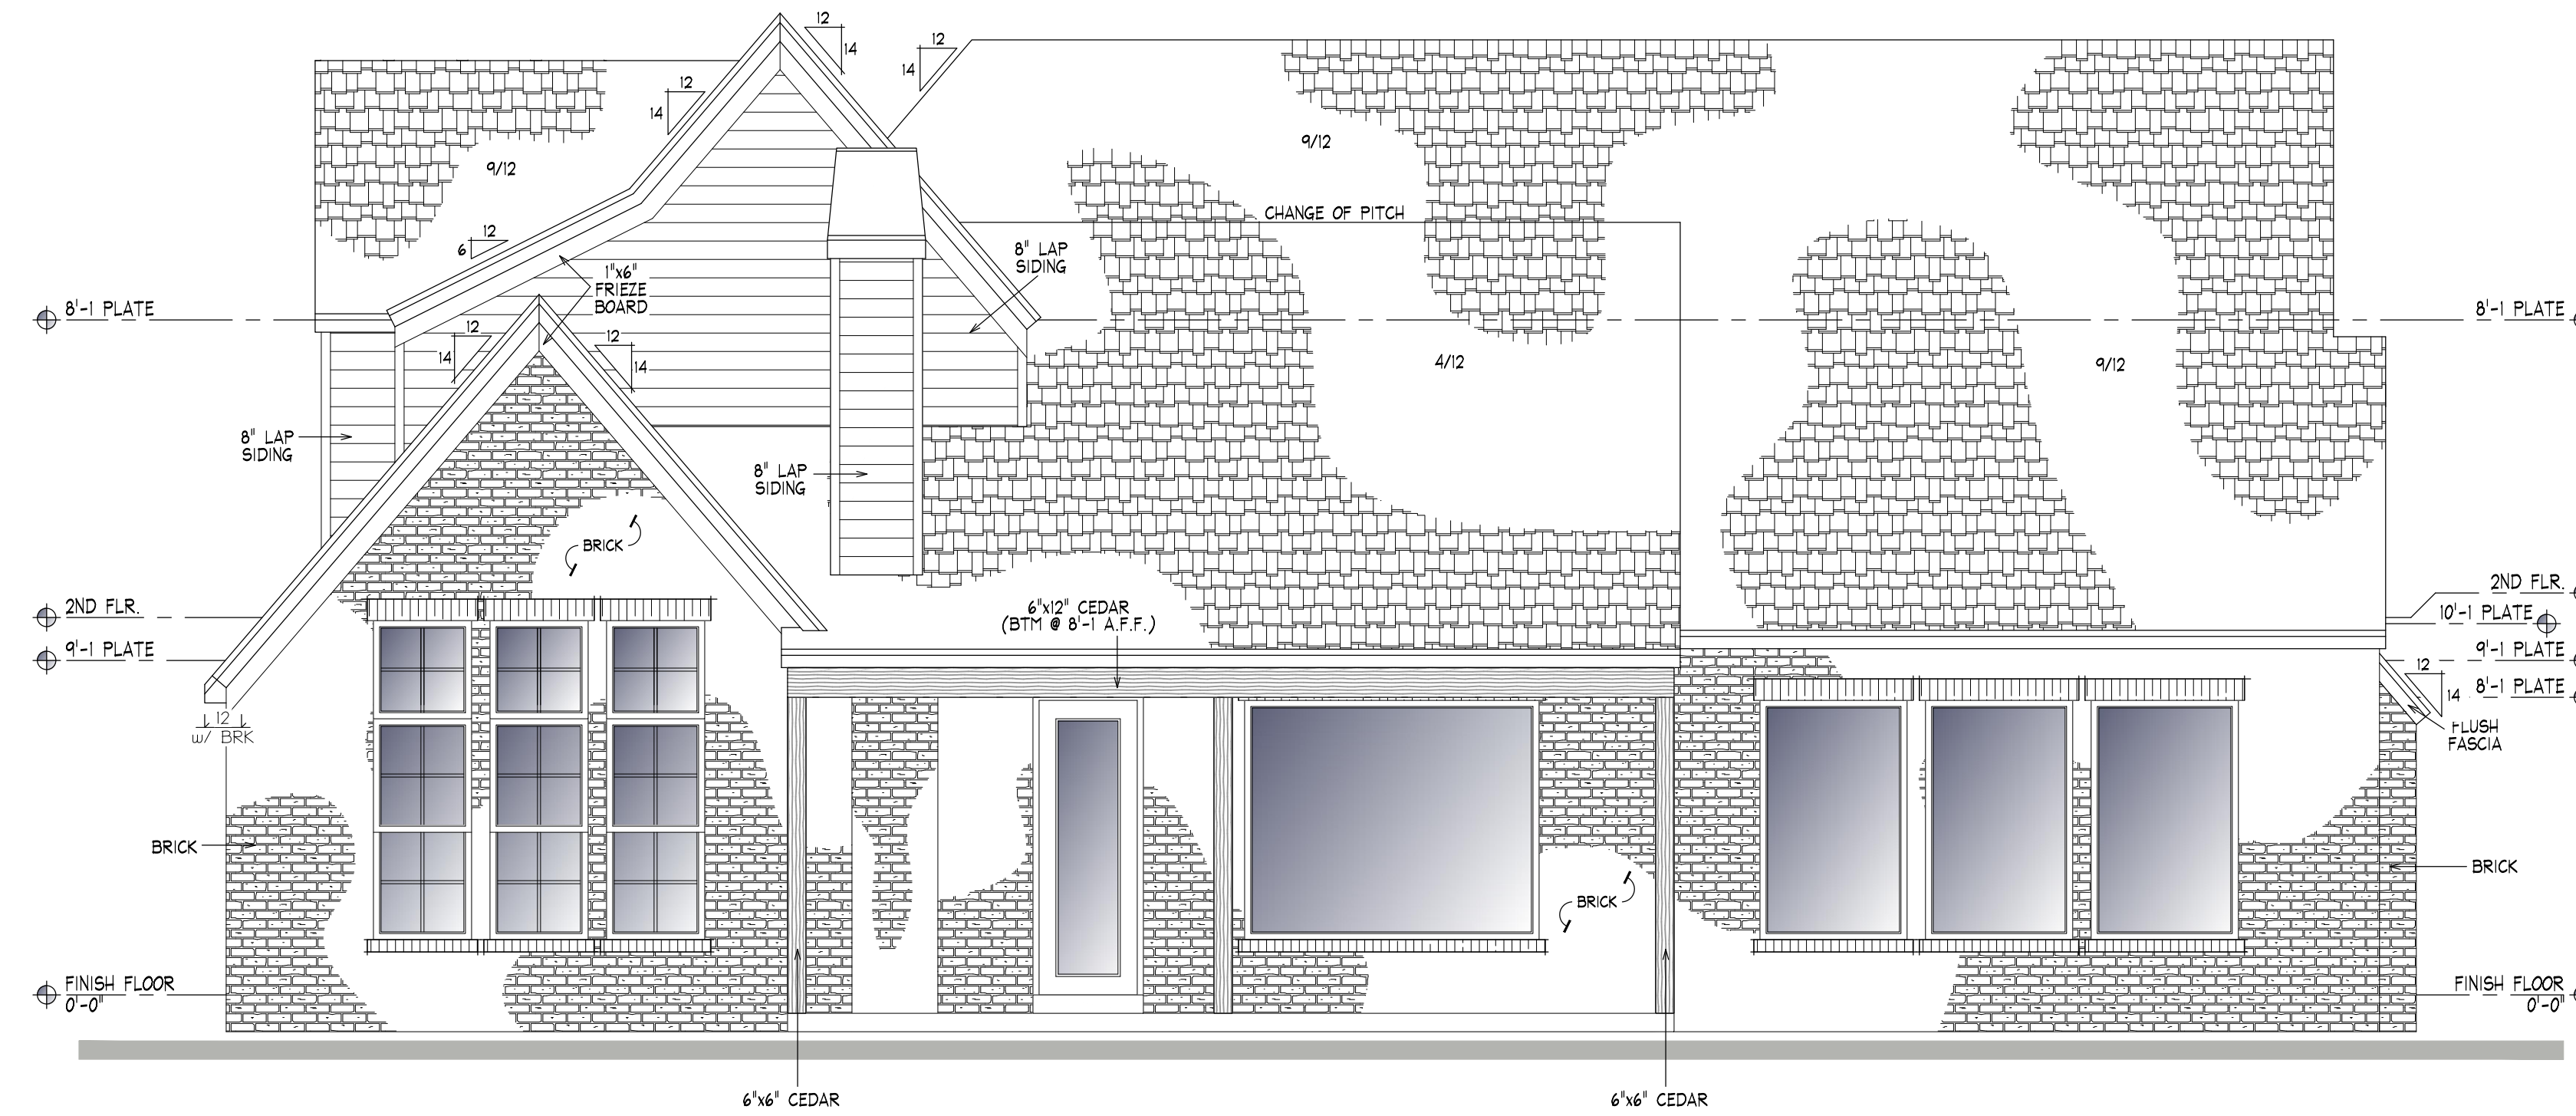 12
14
12
14
12
14
9/12
9/12
CHANGE OF PITCH
12
6
8" LAP
SIDING
1"x6"
FRIEZE
BOARD
8'-1 PLATE
8'-1 PLATE
12
14
12
14
4/12
9/12
8" LAP
SIDING
8" LAP
SIDING
BRICK
2ND FLR.
6"x12" CEDAR
(BTM @ 8'-1 A.F.F.)
2ND FLR.
10'-1 PLATE
9'-1 PLATE
9'-1 PLATE
12
14
8'-1 PLATE
12
w/ BRK
FLUSH
FASCIA
BRICK
BRICK
BRICK
FINISH FLOOR
0'-0"
FINISH FLOOR
0'-0"
6"x6" CEDAR
6"x6" CEDAR